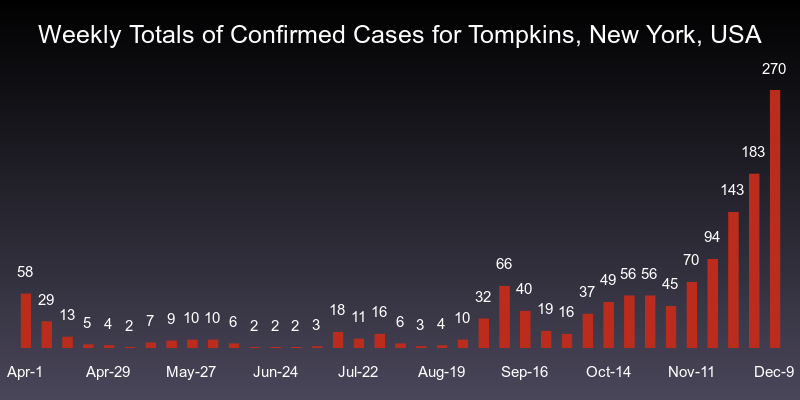 Weekly Totals of Confirmed Cases for Tompkins, New York, USA
58 29 13 5 4 2 7 9 10 10 6 2 2 2 3 18 11 16 6 3 4 10 32 66 40 19 16 37 49 56 56 45 70 94 143 183 270
Apr-1 Apr-29 May-27 Jun-24 Jul-22 Aug-19 Sep-16 Oct-14 Nov-11 Dec-9